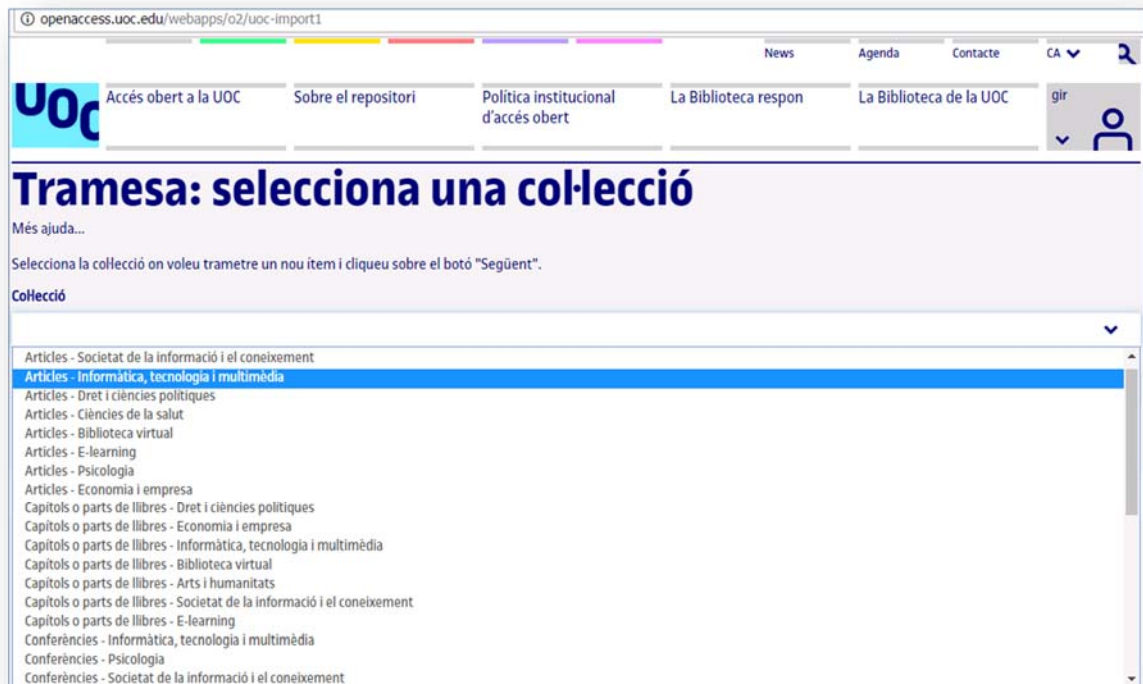 openaccess.uoc.edu/webapps/o2/uoc-import1
News
Agenda
Contacte
CA
UOC
Accés obert a la UOC
Sobre el repositori
Política institucional
d'accés obert
La Biblioteca respon
La Biblioteca de la UOC
gir
Tramesa: selecciona una col·lecció
Més ajuda...
Selecciona la col·lecció on voleu trametre un nou ítem i cliqueu sobre el botó "Següent".
Col·lecció
Articles - Societat de la informació i el coneixement
Articles - Informàtica, tecnologia i multimèdia
Articles - Dret i ciències polítiques
Articles - Ciències de la salut
Articles - Biblioteca virtual
Articles - E-learning
Articles - Psicologia
Articles - Economia i empresa
Capítols o parts de llibres - Dret i ciències polítiques
Capítols o parts de llibres - Economia i empresa
Capítols o parts de llibres - Informàtica, tecnologia i multimèdia
Capítols o parts de llibres - Biblioteca virtual
Capítols o parts de llibres - Arts i humanitats
Capítols o parts de llibres - Societat de la informació i el coneixement
Capítols o parts de llibres - E-learning
Conferències - Informàtica, tecnologia i multimèdia
Conferències - Psicologia
Conferències - Societat de la informació i el coneixement